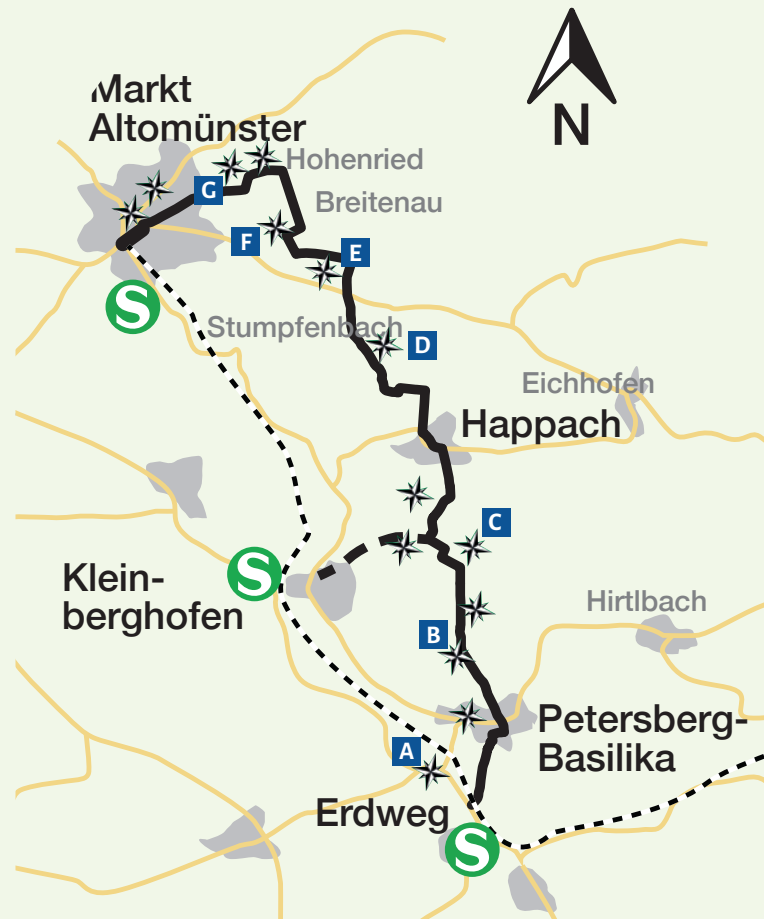 Markt
Altomünster
N
Hohenried
G
Breitenau
F
E
S
Stumpfenbach
D
Eichhofen
Happach
C
S
Klein-
berghofen
Hirtlbach
B
Petersberg-
Basilika
A
Erdweg
S